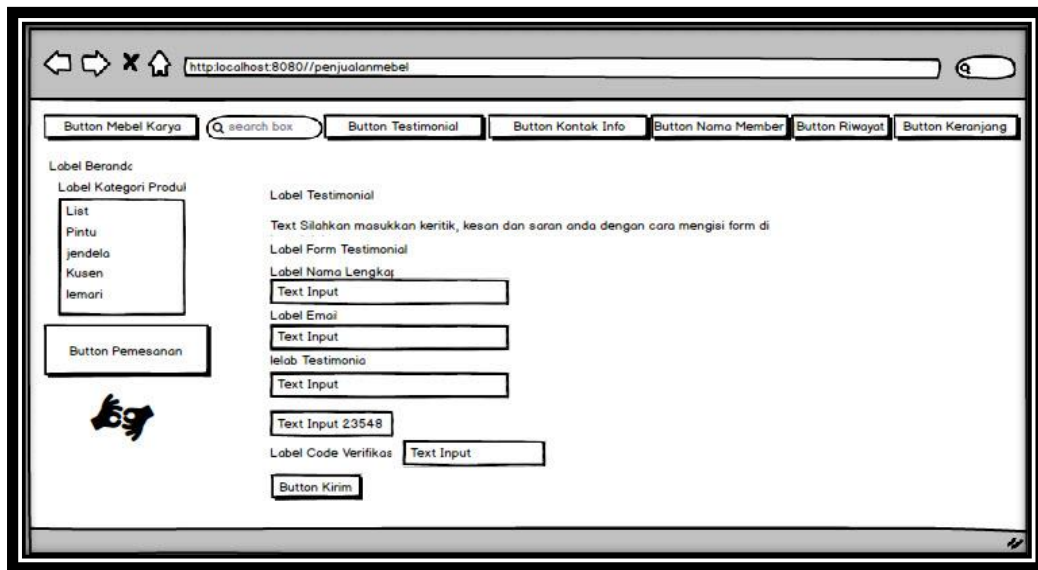 http:localhost:8080//penjualanmebel
Button Mebel Karya search box Button Testimonial Button Kontak Info Button Nama Member Button Riwayat Button Keranjang
Label Beranda
Label Kategori Produk
List
Pintu
jendela
Kusen
lemari
Button Pemesanan
Label Testimonial
Text Silahkan masukkan keritik, kesan dan saran anda dengan cara mengisi form di
Label Form Testimonial
Label Nama Lengkap
Text Input
Label Email
Text Input
lelab Testimonia
Text Input
Text Input 23548
Label Code Verifikas
Text Input
Button Kirim